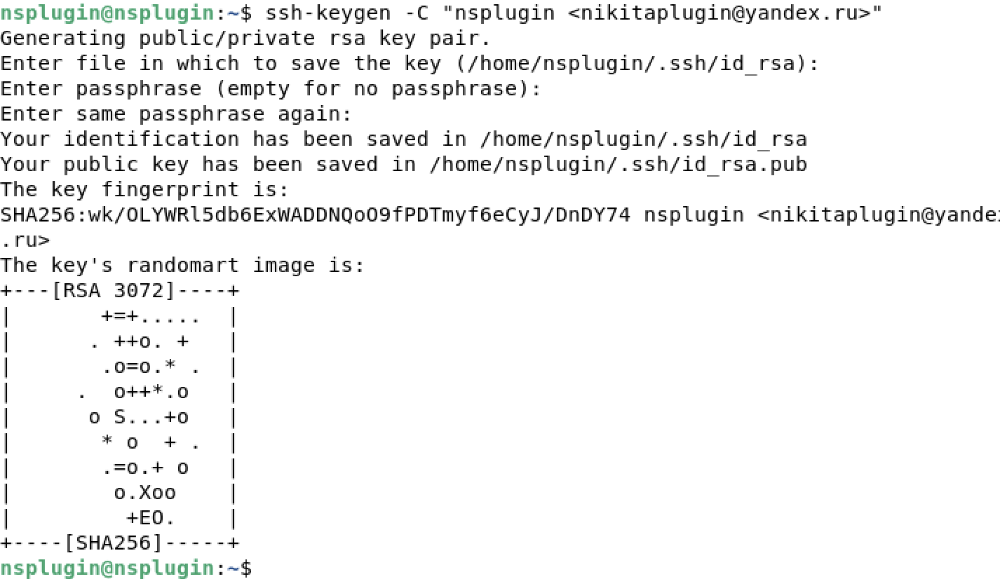 nsplugin@nsplugin:~$ ssh-keygen -C "nsplugin <nikitaplugin@yandex.ru>"
Generating public/private rsa key pair.
Enter file in which to save the key (/home/nsplugin/.ssh/id_rsa):
Enter passphrase (empty for no passphrase):
Enter same passphrase again:
Your identification has been saved in /home/nsplugin/.ssh/id_rsa
Your public key has been saved in /home/nsplugin/.ssh/id_rsa.pub
The key fingerprint is:
SHA256:wk/OLYWRl5db6ExWADDNQoO9fPDTmyf6eCyJ/DnDY74 nsplugin <nikitaplugin@yandex
.ru>
The key's randomart image is:
+---[RSA 3072]----+
|       +=+.....  |
|      . ++o. +   |
|       .o=o.* .  |
|     .  o++*.o   |
|      o S...+o   |
|       * o  + .  |
|       .=o.+ o   |
|        o.Xoo    |
|         +EO.    |
+----[SHA256]-----+
nsplugin@nsplugin:~$